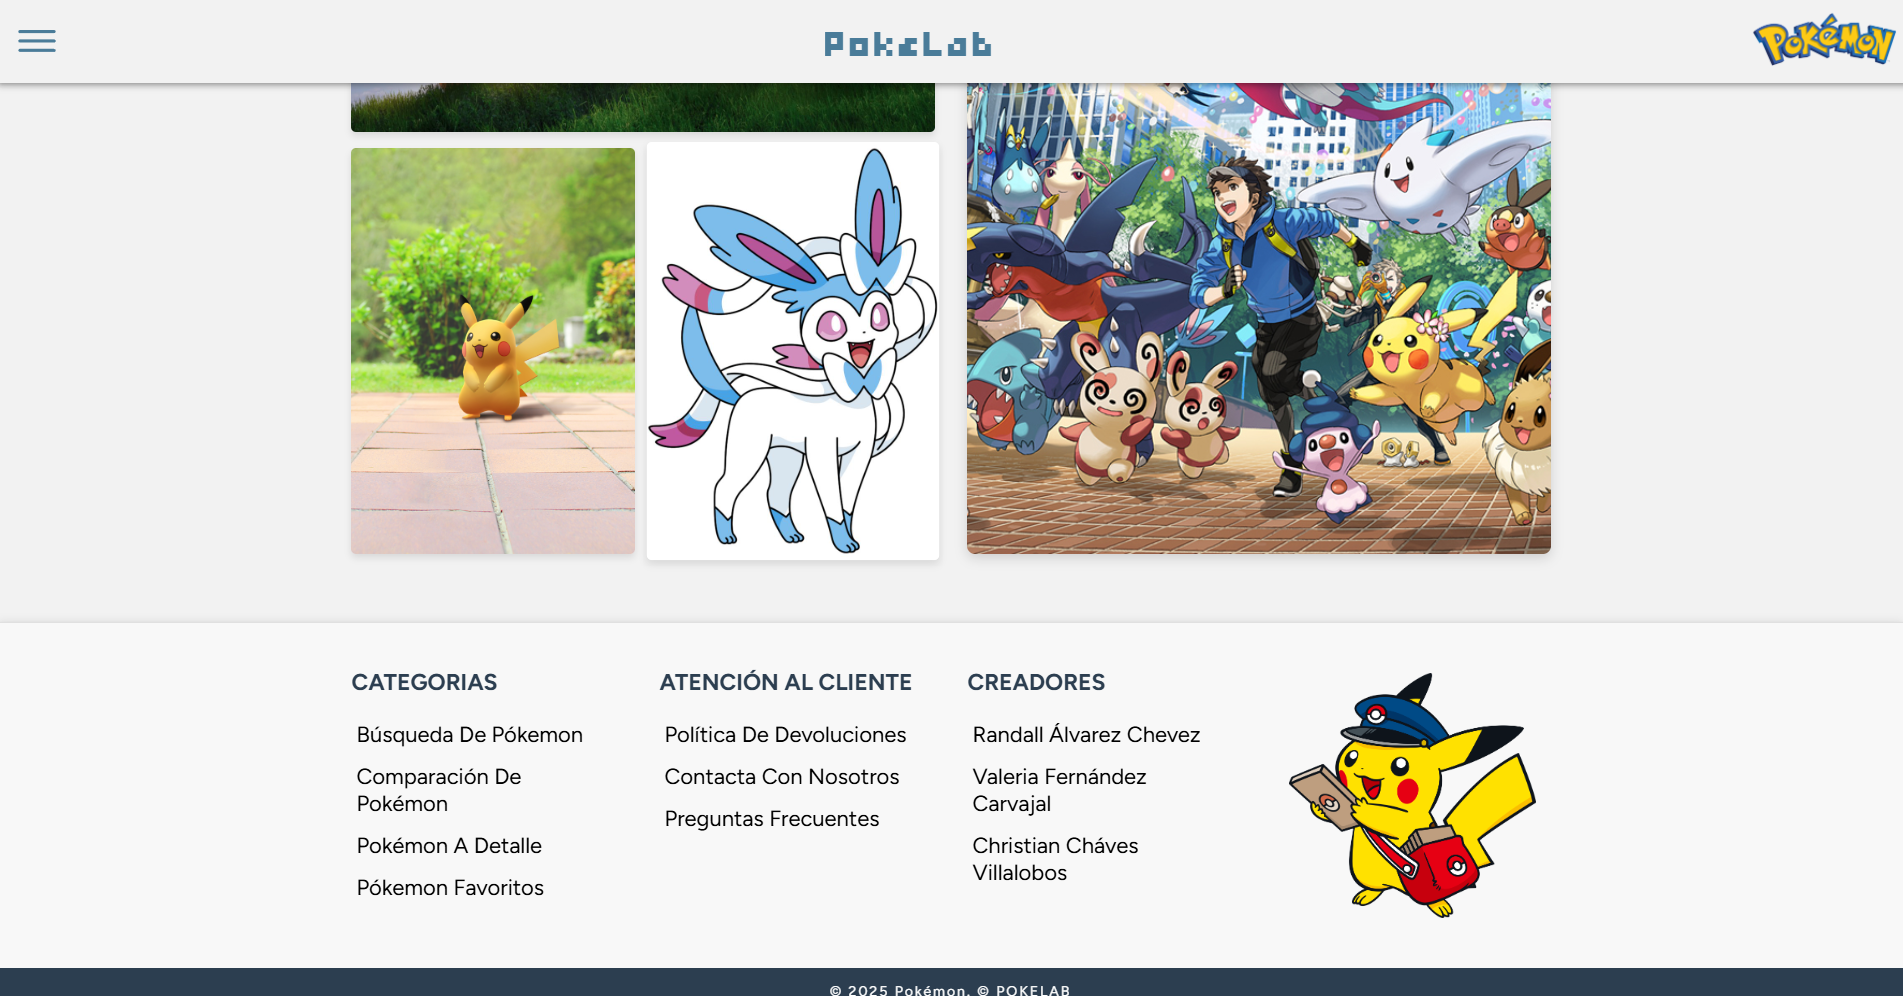 PokeLab
POKÉMON
CATEGORIAS
Búsqueda De Pókemon
Comparación De
Pokémon
Pokémon A Detalle
Pókemon Favoritos
ATENCIÓN AL CLIENTE
Política De Devoluciones
Contacta Con Nosotros
Preguntas Frecuentes
CREADORES
Randall Álvarez Chevez
Valeria Fernández
Carvajal
Christian Cháves
Villalobos
© 2025 Pokémon. © POKELAB